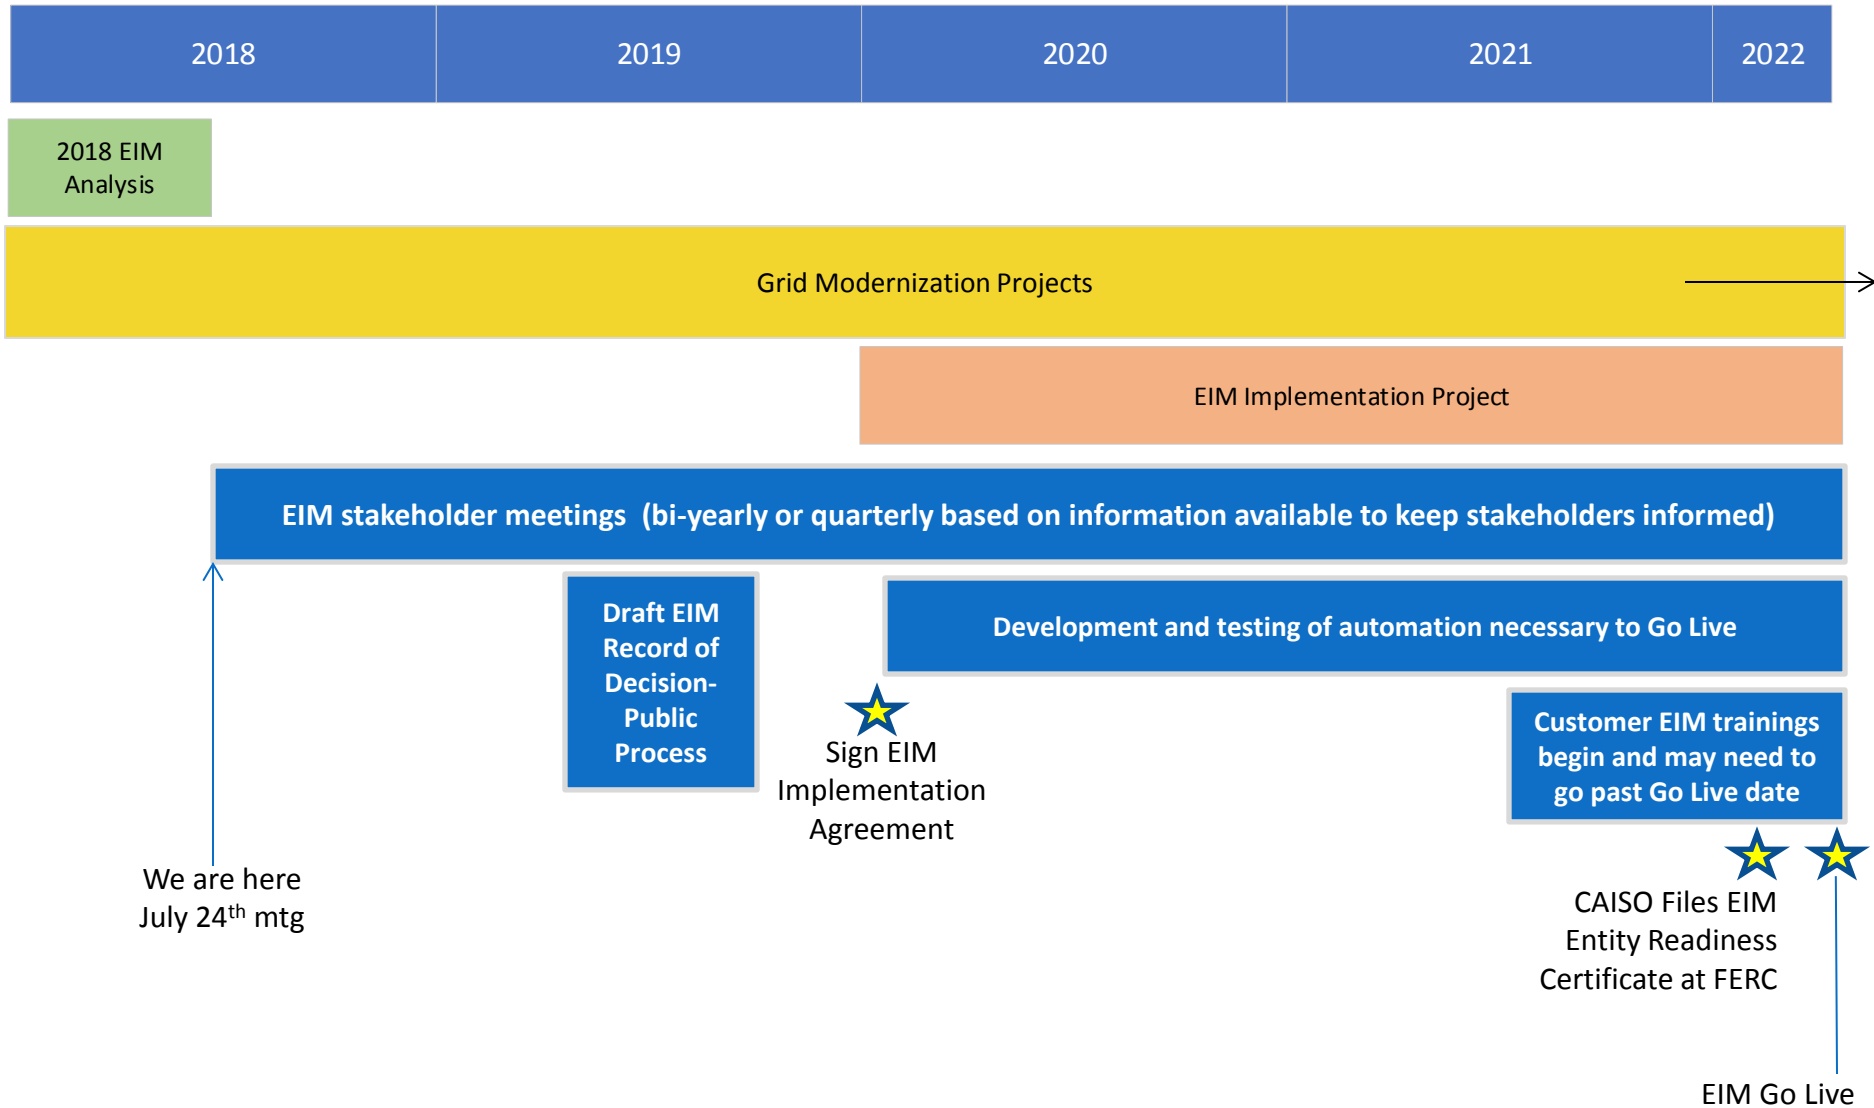 2018
2019
2020
2021
2022
2018 EIM
Analysis
Grid Modernization Projects
EIM Implementation Project
EIM stakeholder meetings  (bi-yearly or quarterly based on information available to keep stakeholders informed)
Draft EIM
Record of
Decision-
Public
Process
Development and testing of automation necessary to Go Live
Sign EIM
Implementation
Agreement
Customer EIM trainings
begin and may need to
go past Go Live date
We are here
July 24th mtg
CAISO Files EIM
Entity Readiness
Certificate at FERC
EIM Go Live